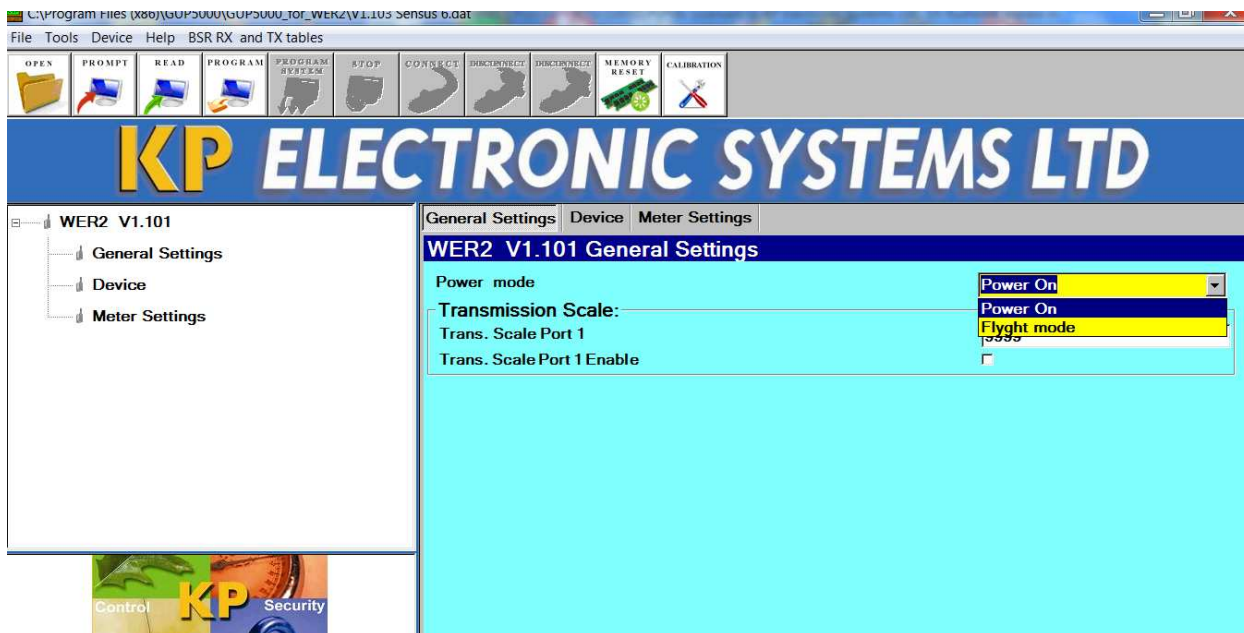 C:\Program Files (x86)\GUP5000\GUP5000_for_WER2\V1.103 Sensus 6.dat
File Tools Device Help BSR RX and TX tables
OPEN PROMPT READ PROGRAM PROGRAM SYSTEM STOP CONNECT DISCONNECT DISCONNECT MEMORY RESET CALIBRATION
KP ELECTRONIC SYSTEMS LTD
WER2 V1.101
General Settings
Device
Meter Settings
General Settings Device Meter Settings
WER2 V1.101 General Settings
Power mode Power On
Power On
Flyght mode
Transmission Scale:
Trans. Scale Port 1 9999
Trans. Scale Port 1 Enable
Control KP Security